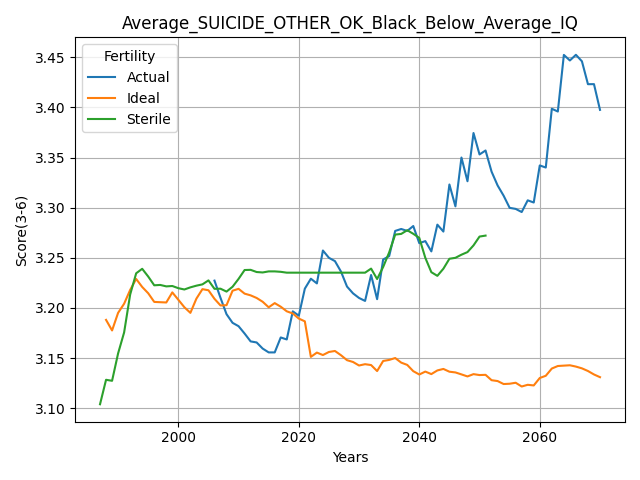 Average_SUICIDE_OTHER_OK_Black_Below_Average_IQ
Fertility
Actual
Ideal
Sterile
Score(3-6)
3.45
3.40
3.35
3.30
3.25
3.20
3.15
3.10
2000
2020
2040
2060
Years